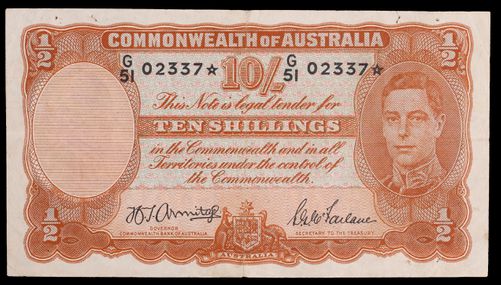 1/2 COMMONWEALTH OF AUSTRALIA 1/2
G/51 02337☆ 10/- G/51 02337☆
This Note is legal tender for
TEN SHILLINGS
in the Commonwealth and in all
Territories under the control of
the Commonwealth.
H.T. Armitage
GOVERNOR
COMMONWEALTH BANK OF AUSTRALIA.
S G McFarlane
SECRETARY TO THE TREASURY.
1/2 AUSTRALIA 1/2